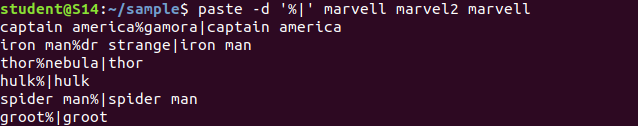 student@S14:~/sample$ paste -d '%|' marvell marvel2 marvell
captain america%gamora|captain america
iron man%dr strange|iron man
thor%nebula|thor
hulk%|hulk
spider man%|spider man
groot%|groot